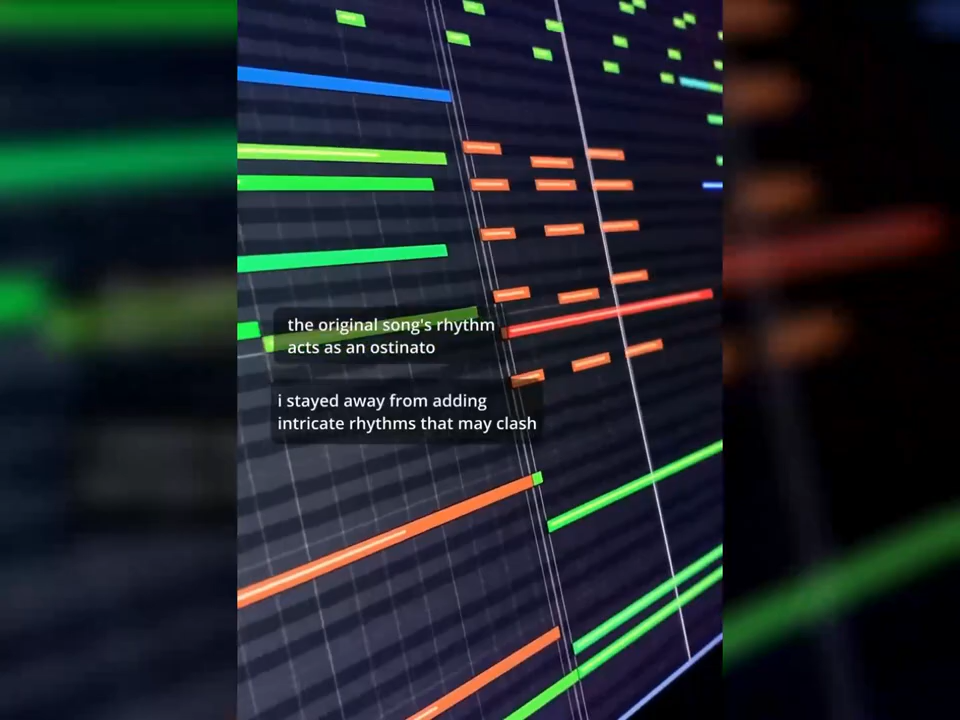 the original song's rhythm
acts as an ostinato
i stayed away from adding
intricate rhythms that may clash